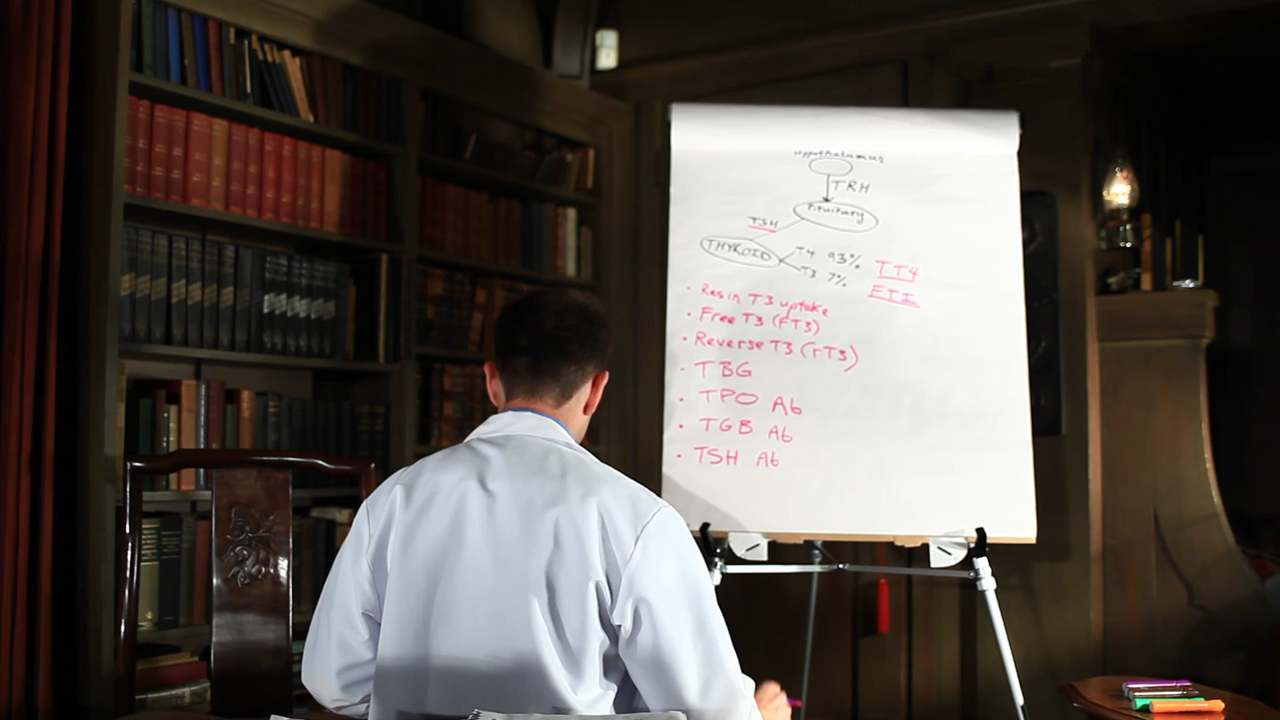 Hypothalamus
TRH
Pituitary
TSH
THYROID
T4 93%
T3 7%
TT4
FTI
• Resin T3 uptake
• Free T3 (FT3)
• Reverse T3 (rT3)
• TBG
• TPO Ab
• TGB Ab
• TSH Ab